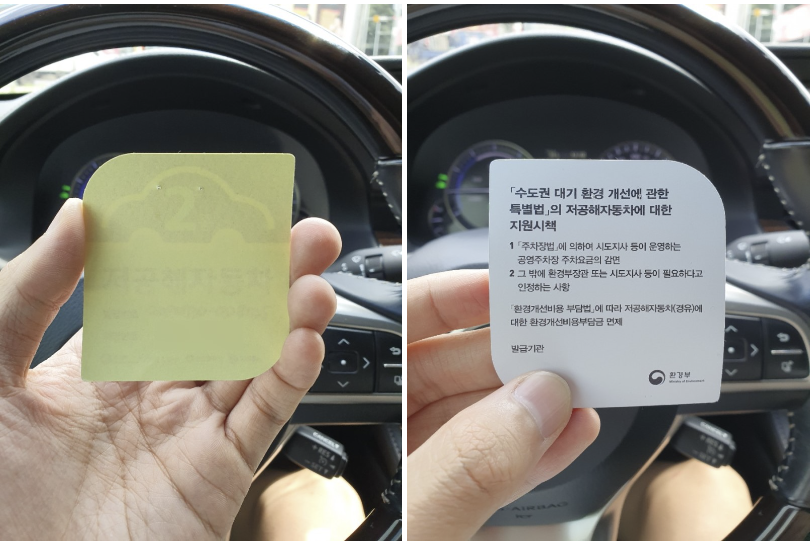 「수도권 대기 환경 개선에 관한
특별법」의 저공해자동차에 대한
지원시책
1 「주차장법」에 의하여 시도지사 등이 운영하는
공영주차장 주차요금의 감면
2 그 밖에 환경부장관 또는 시도지사 등이 필요하다고
인정하는 사항
「환경개선비용 부담법」에 따라 저공해자동차(경유)에
대한 환경개선비용부담금 면제
발급기관
환경부
Ministry of Environment
AIRBAG